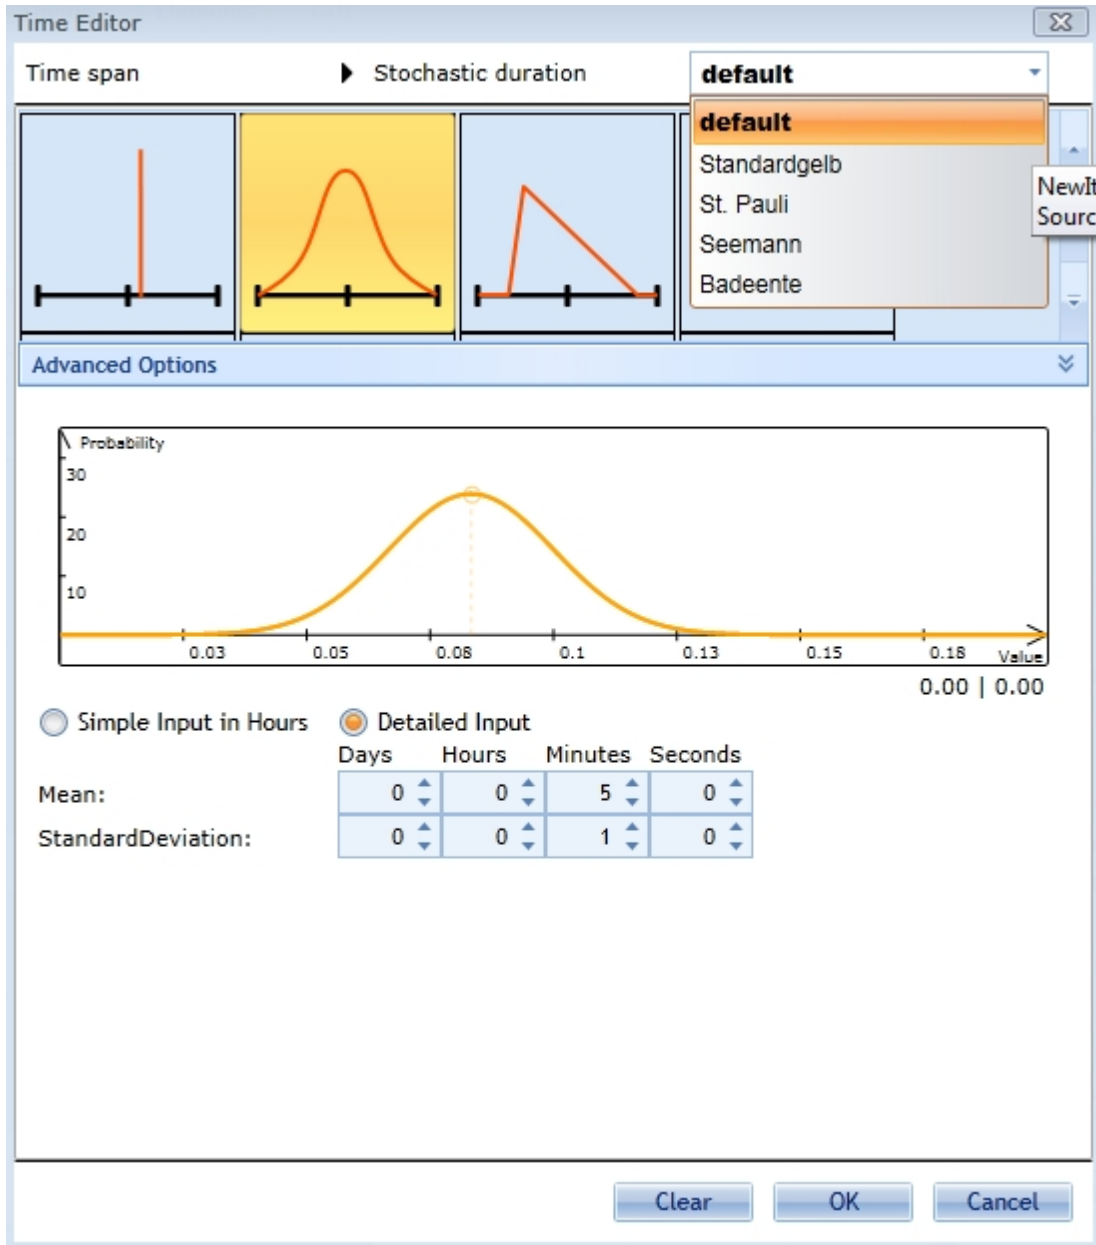 Time Editor
Time span Stochastic duration default
default
Standardgelb
St. Pauli
Seemann
Badeente
NewIt
Sourc
Advanced Options
Probability
30
20
10
0.03 0.05 0.08 0.1 0.13 0.15 0.18 Value
0.00 | 0.00
Simple Input in Hours Detailed Input
Days Hours Minutes Seconds
Mean: 0 0 5 0
StandardDeviation: 0 0 1 0
Clear OK Cancel